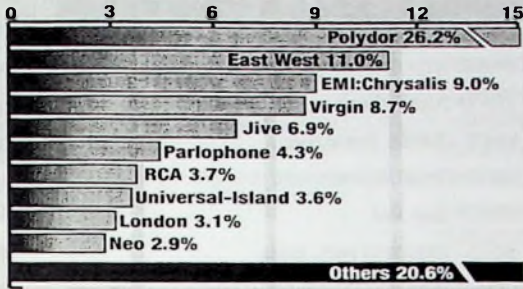 0 3 6 9 12 15
Polydor 26.2%
East West 11.0%
EMI:Chrysalis 9.0%
Virgin 8.7%
Jive 6.9%
Parlophone 4.3%
RCA 3.7%
Universal-Island 3.6%
London 3.1%
Neo 2.9%
Others 20.6%